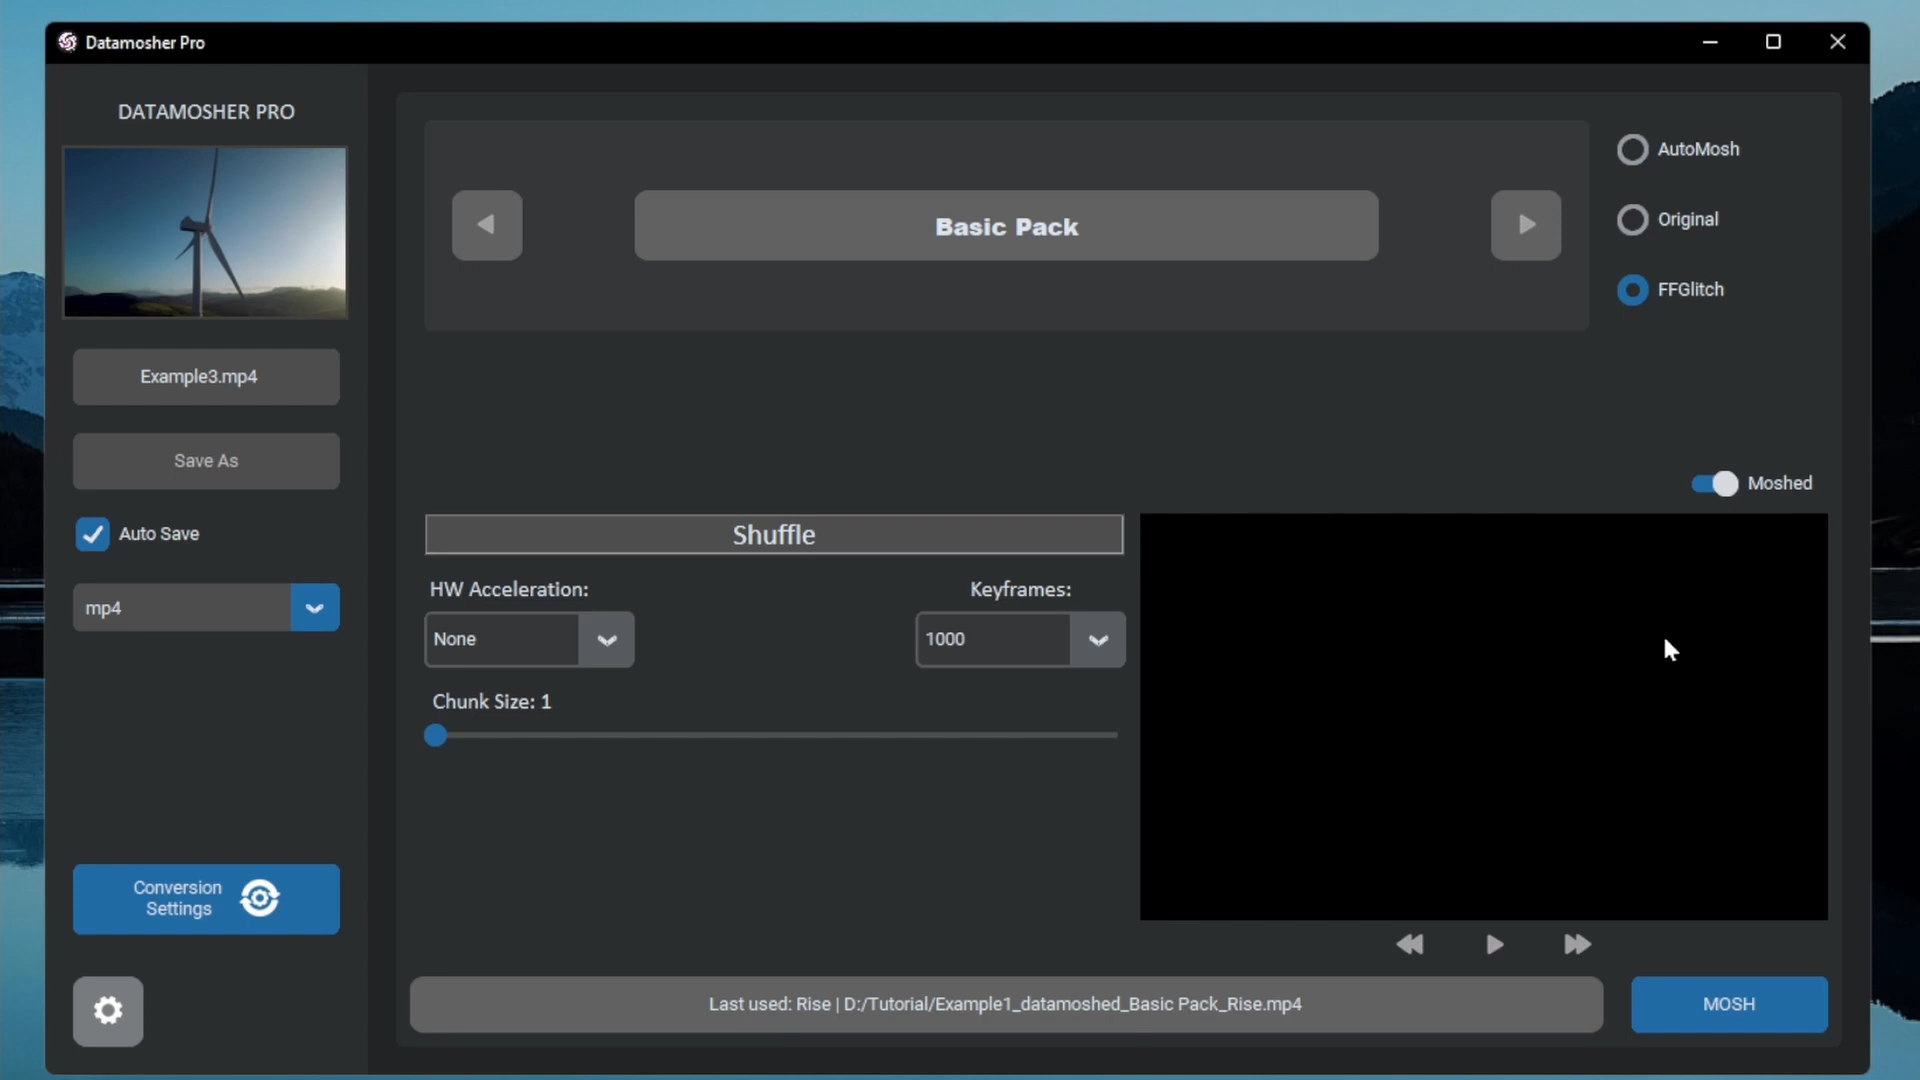 Datamosher Pro
DATAMOSHER PRO
Example3.mp4
Save As
Auto Save
mp4
Conversion
Settings
Basic Pack
AutoMosh
Original
FFGlitch
Moshed
Shuffle
HW Acceleration:
Keyframes:
None
1000
Chunk Size: 1
Last used: Rise | D:/Tutorial/Example1_datamoshed_Basic Pack_Rise.mp4
MOSH